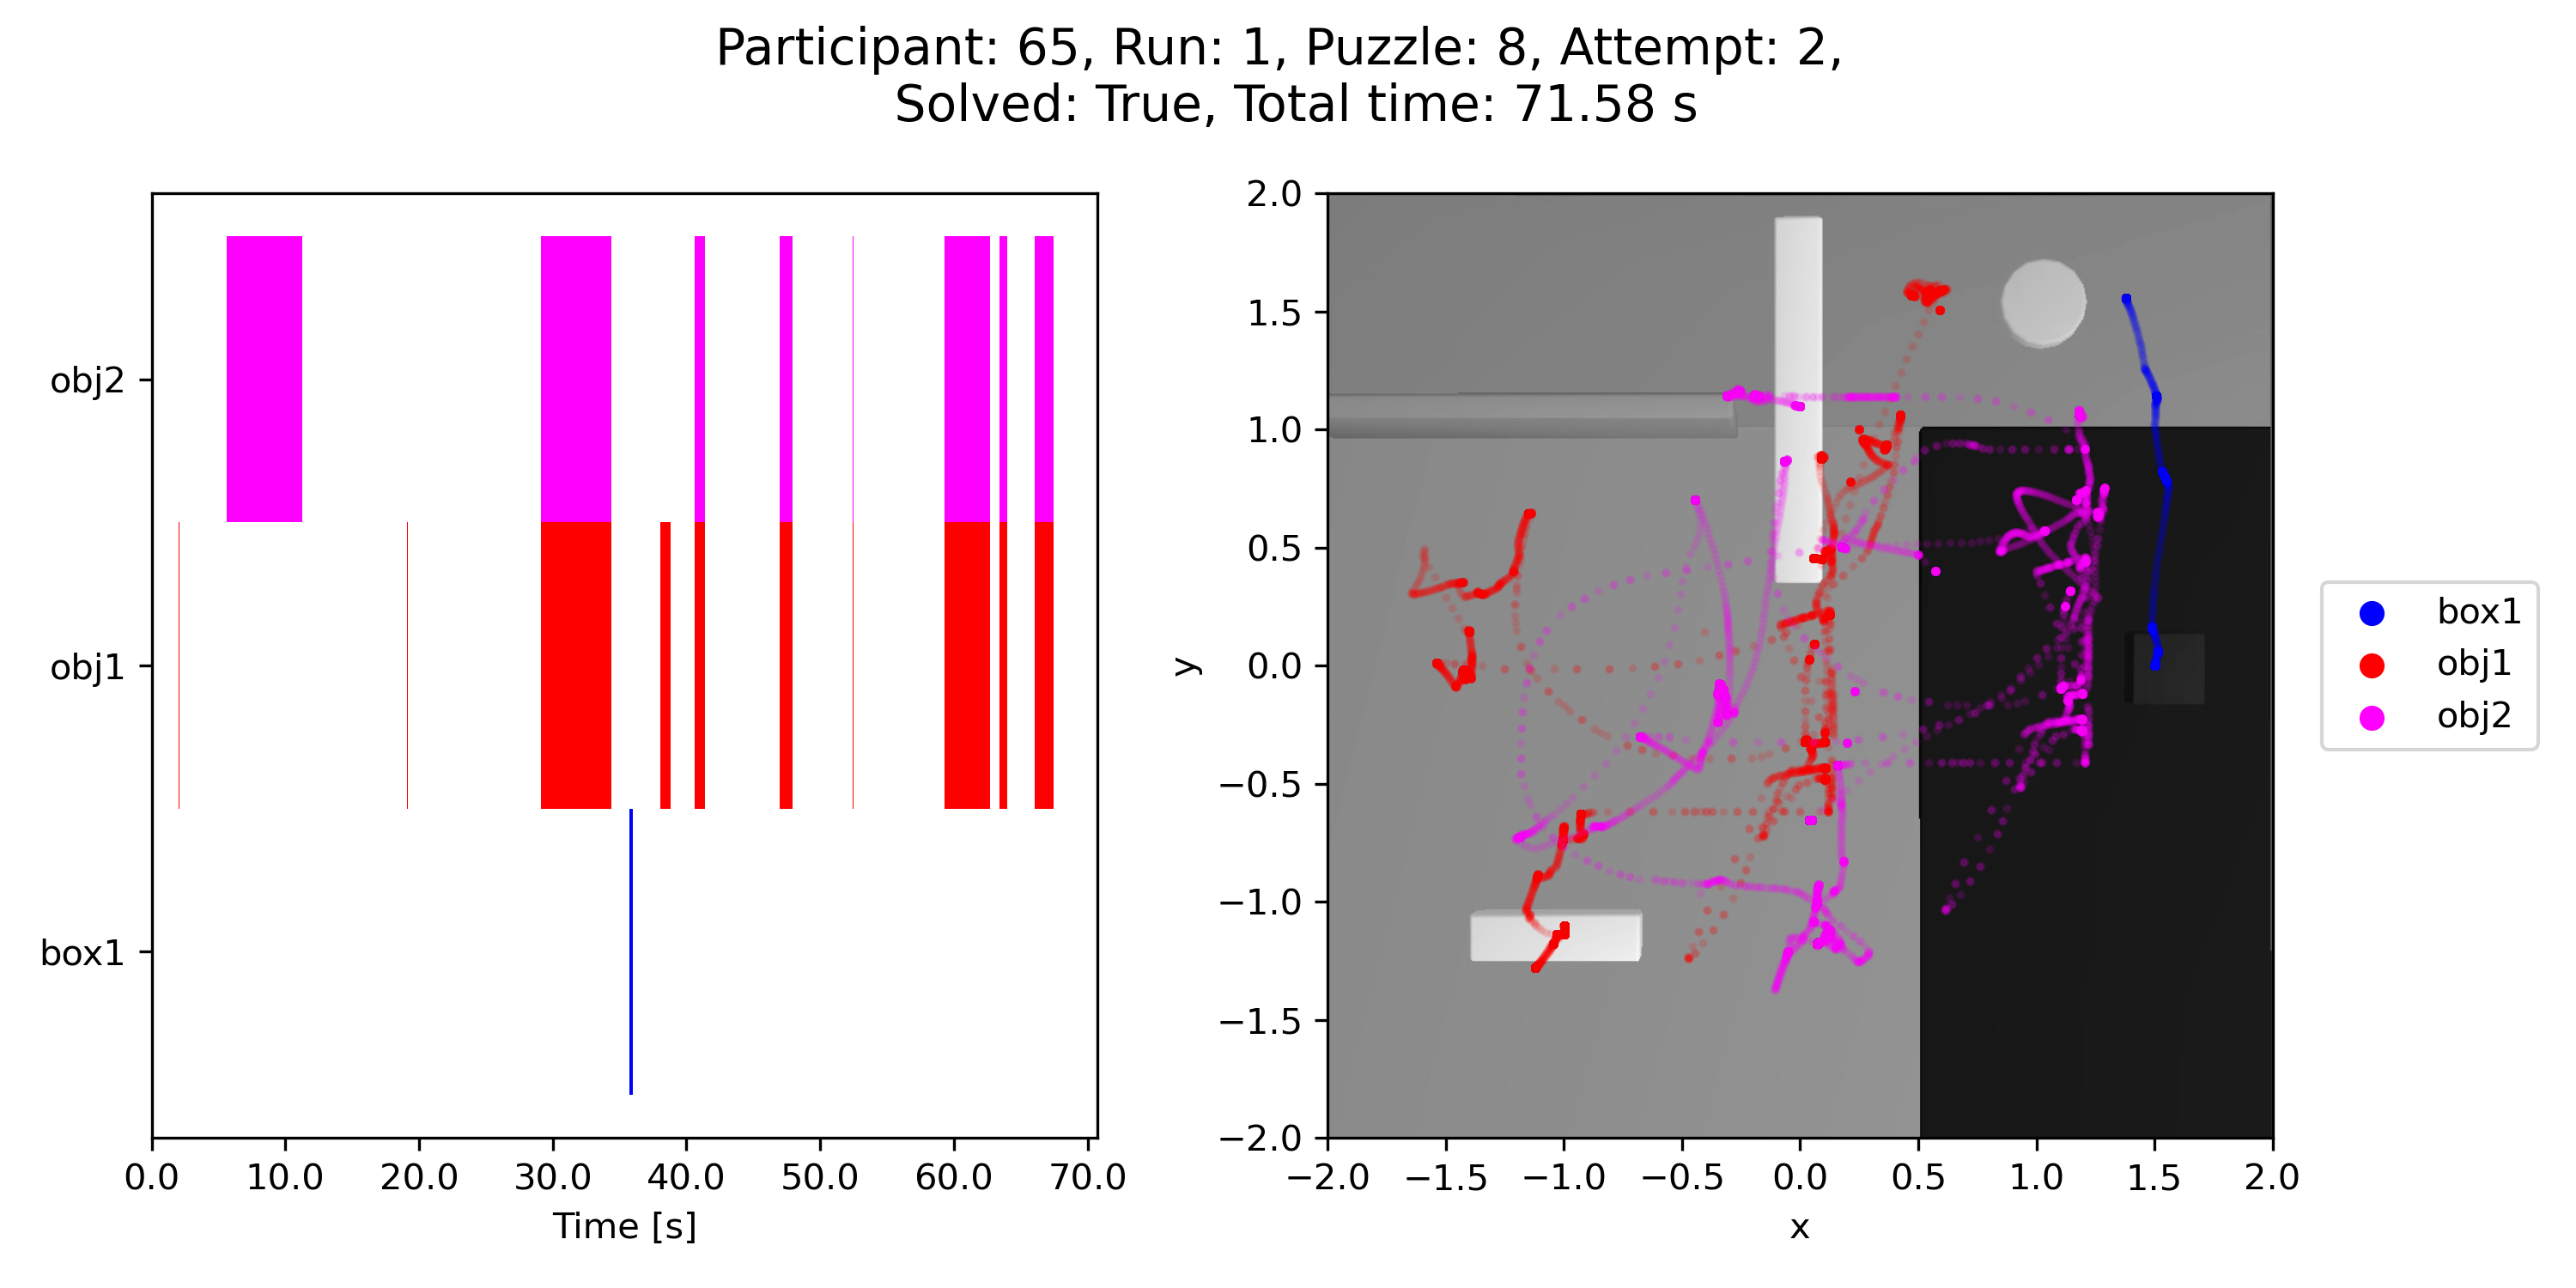 Participant: 65, Run: 1, Puzzle: 8, Attempt: 2,
Solved: True, Total time: 71.58 s
obj2
obj1
box1
0.0 10.0 20.0 30.0 40.0 50.0 60.0 70.0
Time [s]
2.0
1.5
1.0
0.5
0.0
−0.5
−1.0
−1.5
−2.0
y
−2.0 −1.5 −1.0 −0.5 0.0 0.5 1.0 1.5 2.0
x
box1
obj1
obj2